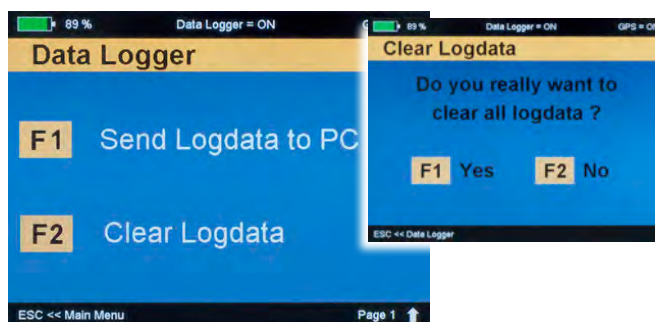 89 % Data Logger = ON G
Data Logger
F1 Send Logdata to PC
F2 Clear Logdata
ESC << Main Menu Page 1
89 % Data Logger = ON GPS = ON
Clear Logdata
Do you really want to
clear all logdata ?
F1 Yes F2 No
ESC << Data Logger